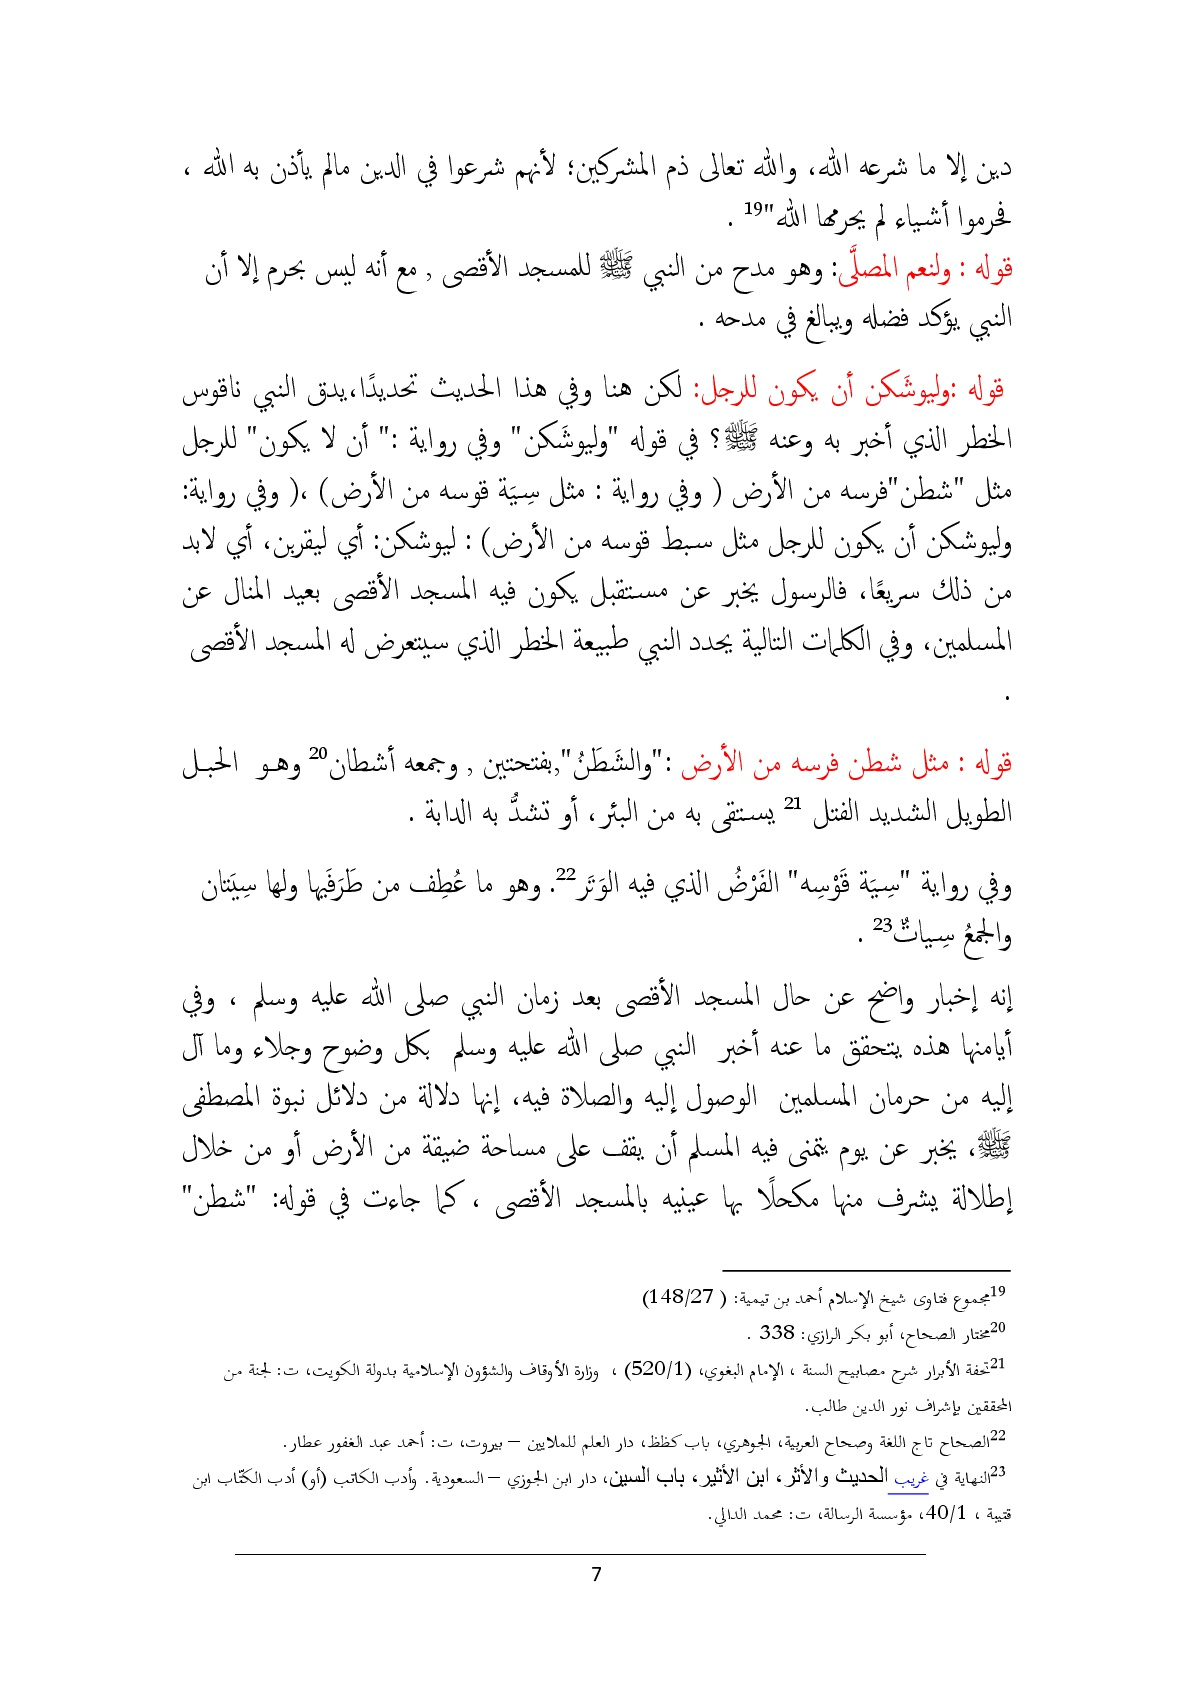 دين إلا ما شرعه الله، والله تعالى ذم المشركين؛ لأنهم شرعوا في الدين مالم يأذن به الله ،
فحرموا أشياء لم يحرمها الله"19 .
قوله : ولنعم المصلَّى: وهو مدح من النبي ﷺ للمسجد الأقصى , مع أنه ليس بحرم إلا أن
النبي يؤكد فضله ويبالغ في مدحه .
قوله :وليوشَكن أن يكون للرجل: لكن هنا وفي هذا الحديث تحديدًا،يدق النبي ناقوس
الخطر الذي أخبر به وعنه ﷺ؟ في قوله "وليوشَكن" وفي رواية :" أن لا يكون" للرجل
مثل "شطن"فرسه من الأرض ( وفي رواية : مثل سِيَة قوسه من الأرض) ،( وفي رواية:
وليوشكن أن يكون للرجل مثل سبط قوسه من الأرض) : ليوشكن: أي ليقربن، أي لابد
من ذلك سريعًا، فالرسول يخبر عن مستقبل يكون فيه المسجد الأقصى بعيد المنال عن
المسلمين، وفي الكلمات التالية يحدد النبي طبيعة الخطر الذي سيتعرض له المسجد الأقصى
.
قوله : مثل شطن فرسه من الأرض :"والشَطَنُ",بفتحتين , وجمعه أشطان20 وهـو الحبـل
الطويل الشديد الفتل 21 يستقى به من البئر، أو تشدُّ به الدابة .
وفي رواية "سِيَة قَوْسِه" الفَرْضُ الذي فيه الوَتَر22. وهو ما عُطِف من طَرَفَيها ولها سِيَتان
والجمعُ سِياتٌ23 .
إنه إخبار واضح عن حال المسجد الأقصى بعد زمان النبي صلى الله عليه وسلم ، وفي
أيامنها هذه يتحقق ما عنه أخبر النبي صلى الله عليه وسلم بكل وضوح وجلاء وما آل
إليه من حرمان المسلمين الوصول إليه والصلاة فيه، إنها دلالة من دلائل نبوة المصطفى
ﷺ، يخبر عن يوم يتمنى فيه المسلم أن يقف على مساحة ضيقة من الأرض أو من خلال
إطلالة يشرف منها مكحلًا بها عينيه بالمسجد الأقصى ، كما جاءت في قوله: "شطن"
19مجموع فتاوى شيخ الإسلام أحمد بن تيمية: ( 148/27)
20مختار الصحاح، أبو بكر الرازي: 338 .
21تحفة الأبرار شرح مصابيح السنة ، الإمام البغوي، (520/1) ، وزارة الأوقاف والشؤون الإسلامية بدولة الكويت، ت: لجنة من
المحققين بإشراف نور الدين طالب.
22الصحاح تاج اللغة وصحاح العربية، الجوهري، باب كظظ، دار العلم للملايين – بيروت، ت: أحمد عبد الغفور عطار.
23النهاية في غريب الحديث والأثر، ابن الأثير، باب السين، دار ابن الجوزي – السعودية. وأدب الكاتب (أو) أدب الكتّاب ابن
قتيبة ، 40/1، مؤسسة الرسالة، ت: محمد الدالي.
7